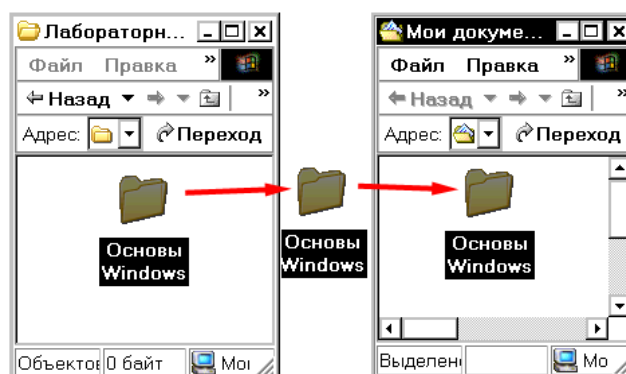 Лабораторн...
Файл Правка »
Назад »
Адрес: Переход
Основы
Windows
Объектов 0 байт Мо
Основы
Windows
Мои докуме...
Файл Правка »
Назад »
Адрес: Переход
Основы
Windows
Выделен Мо